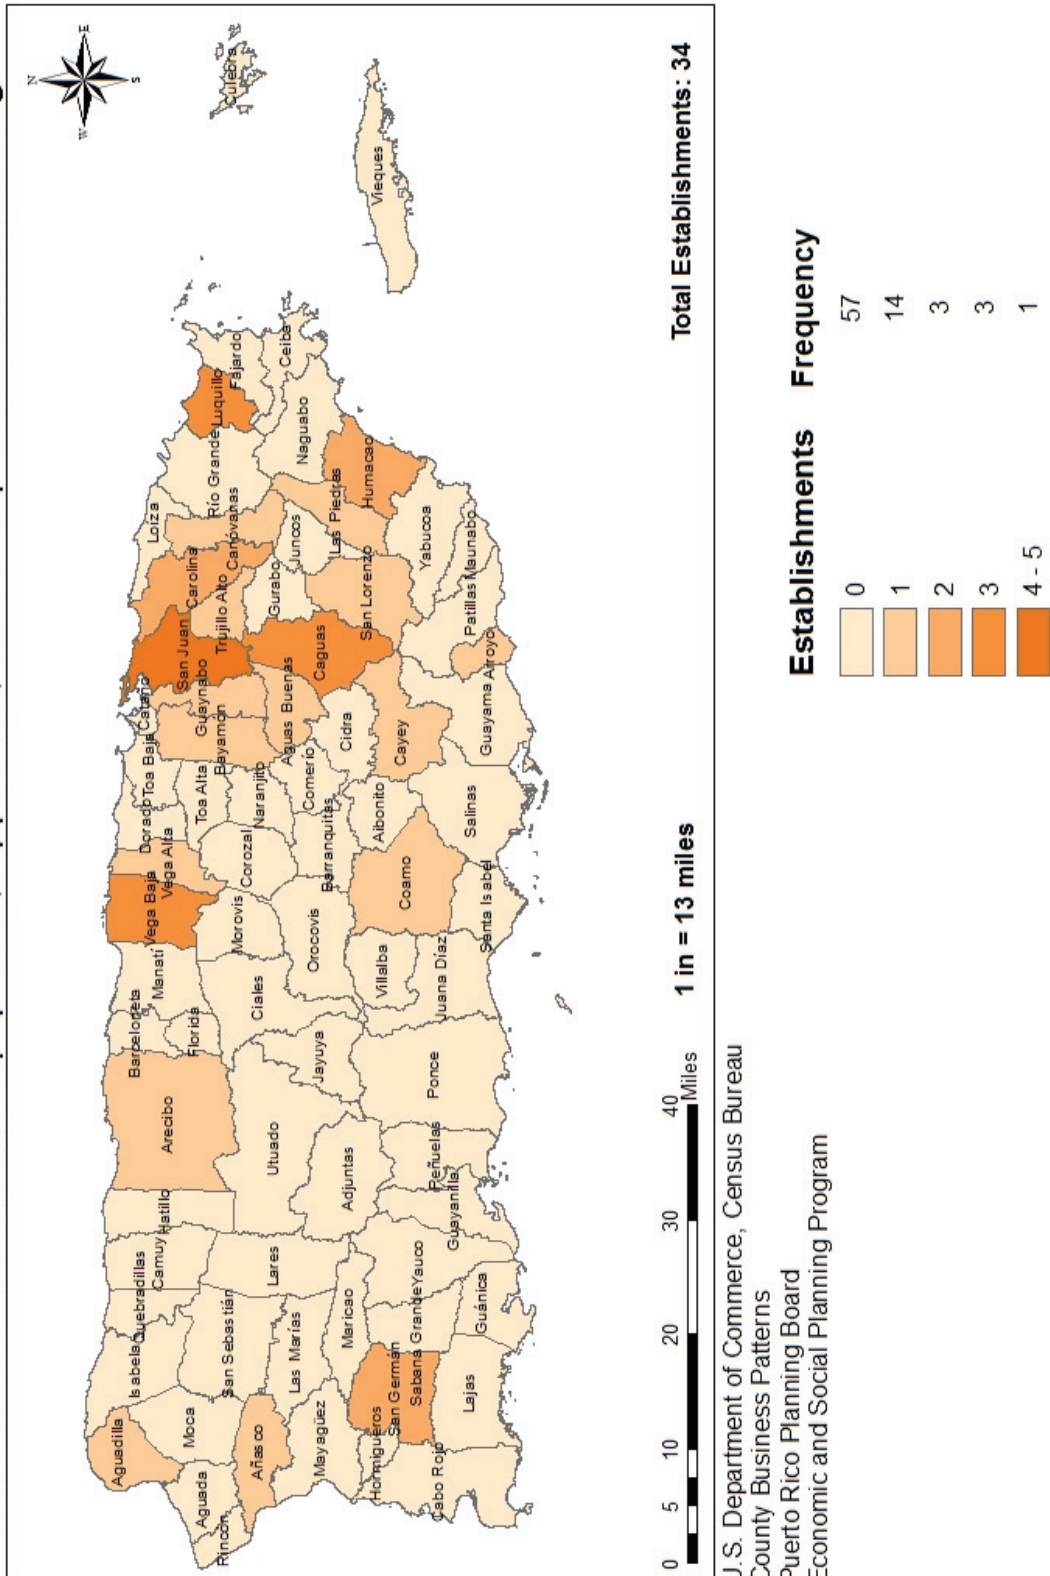 N
W
E
S
Culebra
Vieques
Aguadilla
Isabela
Quebradillas
Camuy
Hatillo
Arecibo
Barceloneta
Manatí
Florida
Vega Baja
Vega Alta
Dorado
Toa Baja
Cataño
Toa Alta
Bayamón
Guaynabo
San Juan
Trujillo Alto
Carolina
Canóvanas
Loíza
Río Grande
Luquillo
Fajardo
Ceiba
Naguabo
Humacao
Las Piedras
Juncos
Gurabo
San Lorenzo
Caguas
Aguas Buenas
Cidra
Cayey
Comerío
Naranjito
Corozal
Barranquitas
Aibonito
Morovis
Orocovis
Ciales
Jayuya
Utuado
Adjuntas
Lares
San Sebastián
Moca
Aguada
Rincón
Añasco
Las Marías
Maricao
Mayagüez
Hormigueros
San Germán
Sabana Grande
Cabo Rojo
Lajas
Guánica
Yauco
Guayanilla
Peñuelas
Ponce
Juana Díaz
Villalba
Coamo
Santa Isabel
Salinas
Guayama
Arroyo
Patillas
Maunabo
Yabucoa
0 5 10 20 30 40
Miles
1 in = 13 miles
Total Establishments: 34
U.S. Department of Commerce, Census Bureau
County Business Patterns
Puerto Rico Planning Board
Economic and Social Planning Program
Establishments Frequency
0 57
1 14
2 3
3 3
4 - 5 1